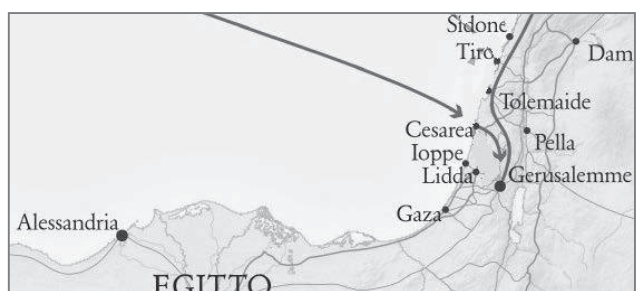 Sidone
Tiro
Dam
Tolemaide
Cesarea
Pella
Ioppe
Lidda
Gerusalemme
Gaza
Alessandria
EGITTO